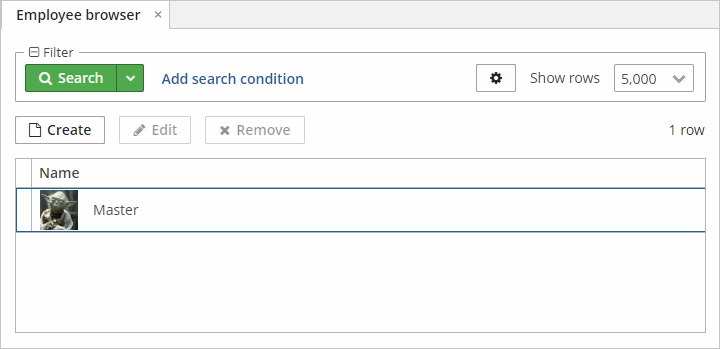 Employee browser ×
Filter
Search Add search condition Show rows 5,000
Create Edit Remove 1 row
Name
Master